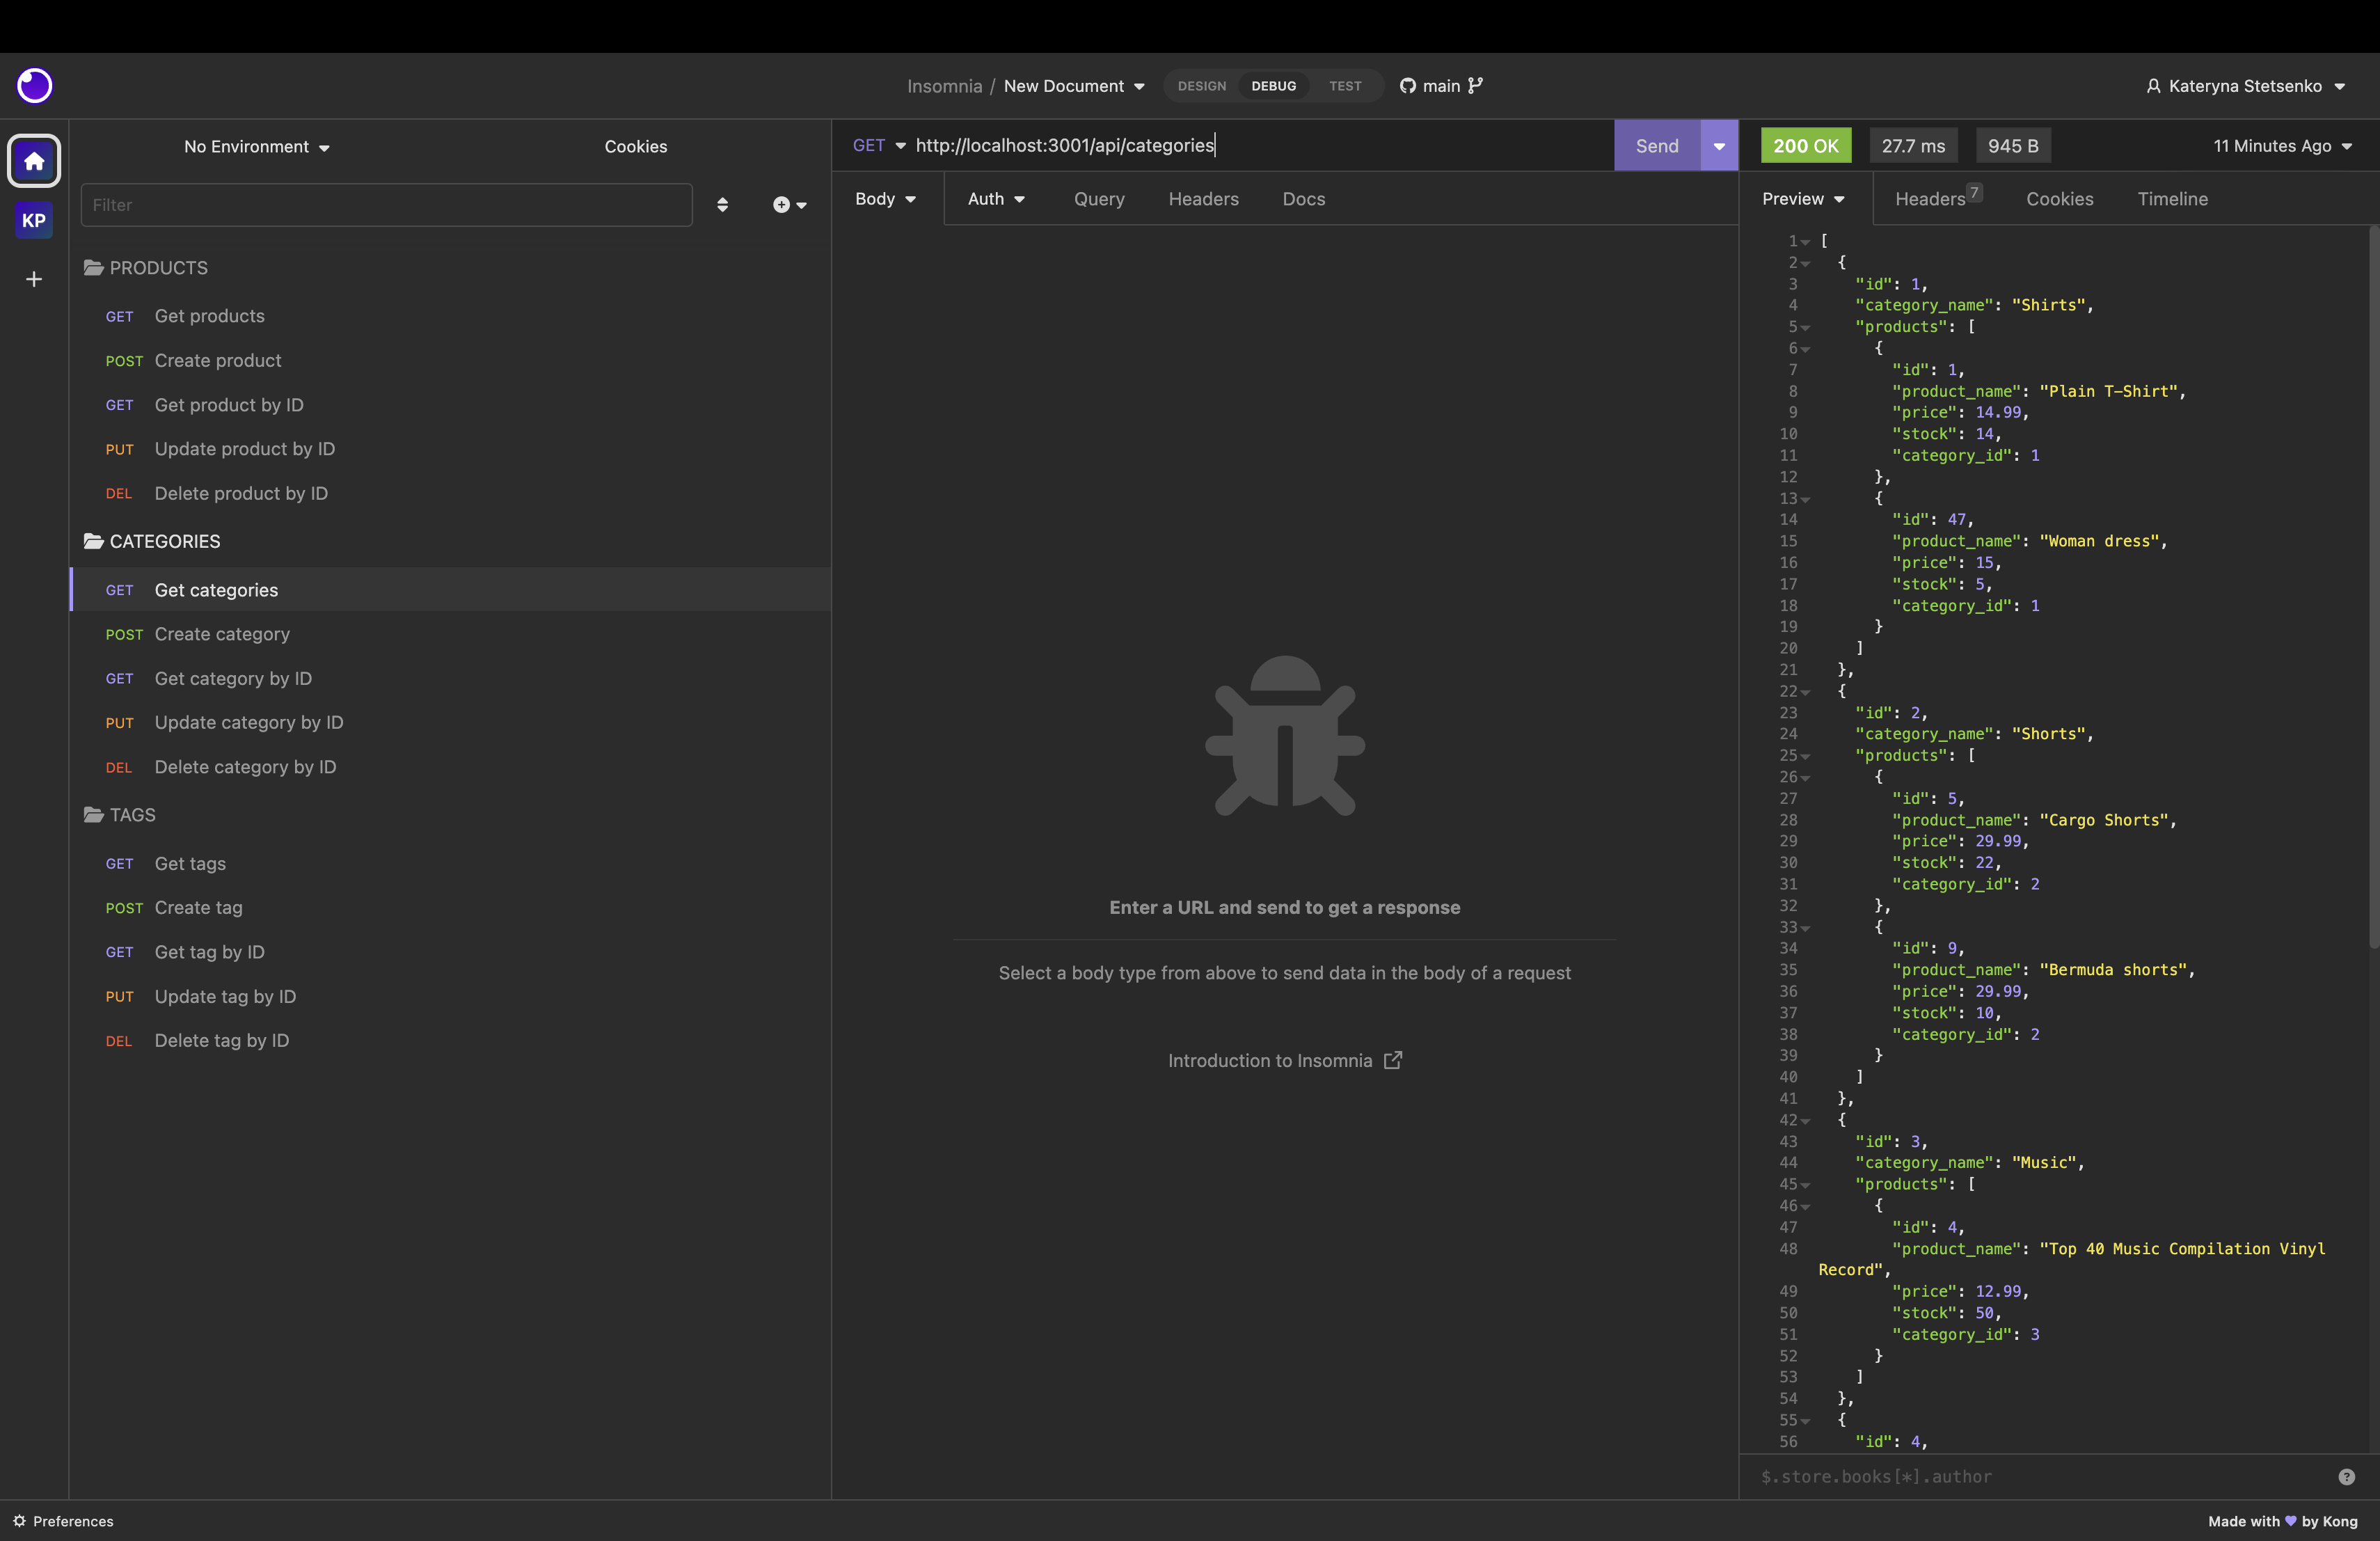 Insomnia / New Document
DESIGN
DEBUG
TEST
main
Kateryna Stetsenko
KP
No Environment
Cookies
Filter
PRODUCTS
GET Get products
POST Create product
GET Get product by ID
PUT Update product by ID
DEL Delete product by ID
CATEGORIES
GET Get categories
POST Create category
GET Get category by ID
PUT Update category by ID
DEL Delete category by ID
TAGS
GET Get tags
POST Create tag
GET Get tag by ID
PUT Update tag by ID
DEL Delete tag by ID
GET http://localhost:3001/api/categories
Send
Body
Auth
Query
Headers
Docs
Enter a URL and send to get a response
Select a body type from above to send data in the body of a request
Introduction to Insomnia
200 OK
27.7 ms
945 B
11 Minutes Ago
Preview
Headers 7
Cookies
Timeline
1 [
2 {
3 "id": 1,
4 "category_name": "Shirts",
5 "products": [
6 {
7 "id": 1,
8 "product_name": "Plain T-Shirt",
9 "price": 14.99,
10 "stock": 14,
11 "category_id": 1
12 },
13 {
14 "id": 47,
15 "product_name": "Woman dress",
16 "price": 15,
17 "stock": 5,
18 "category_id": 1
19 }
20 ]
21 },
22 {
23 "id": 2,
24 "category_name": "Shorts",
25 "products": [
26 {
27 "id": 5,
28 "product_name": "Cargo Shorts",
29 "price": 29.99,
30 "stock": 22,
31 "category_id": 2
32 },
33 {
34 "id": 9,
35 "product_name": "Bermuda shorts",
36 "price": 29.99,
37 "stock": 10,
38 "category_id": 2
39 }
40 ]
41 },
42 {
43 "id": 3,
44 "category_name": "Music",
45 "products": [
46 {
47 "id": 4,
48 "product_name": "Top 40 Music Compilation Vinyl
Record",
49 "price": 12.99,
50 "stock": 50,
51 "category_id": 3
52 }
53 ]
54 },
55 {
56 "id": 4,
$.store.books[*].author
?
Preferences
Made with ♥ by Kong